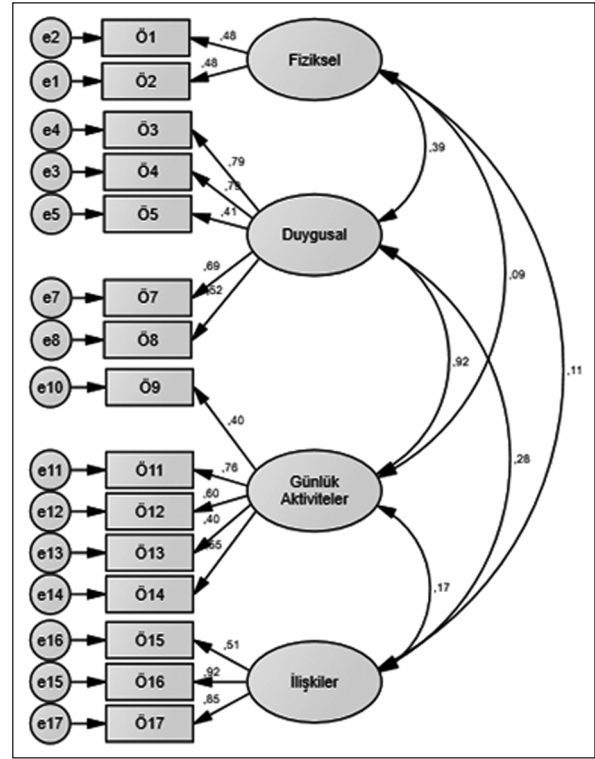 e2 Ö1 ,48 Fiziksel
e1 Ö2 ,48
e4 Ö3 ,79
e3 Ö4
e5 Ö5 ,41 Duygusal
,39
e7 Ö7 ,69
e8 Ö8 ,52
,09
e10 Ö9 ,40
,92
,11
e11 Ö11 ,76
Günlük
Aktiviteler
e12 Ö12 ,60
e13 Ö13 ,40
e14 Ö14
,28
,17
e16 Ö15 ,51
e15 Ö16 ,92 İlişkiler
e17 Ö17 ,85